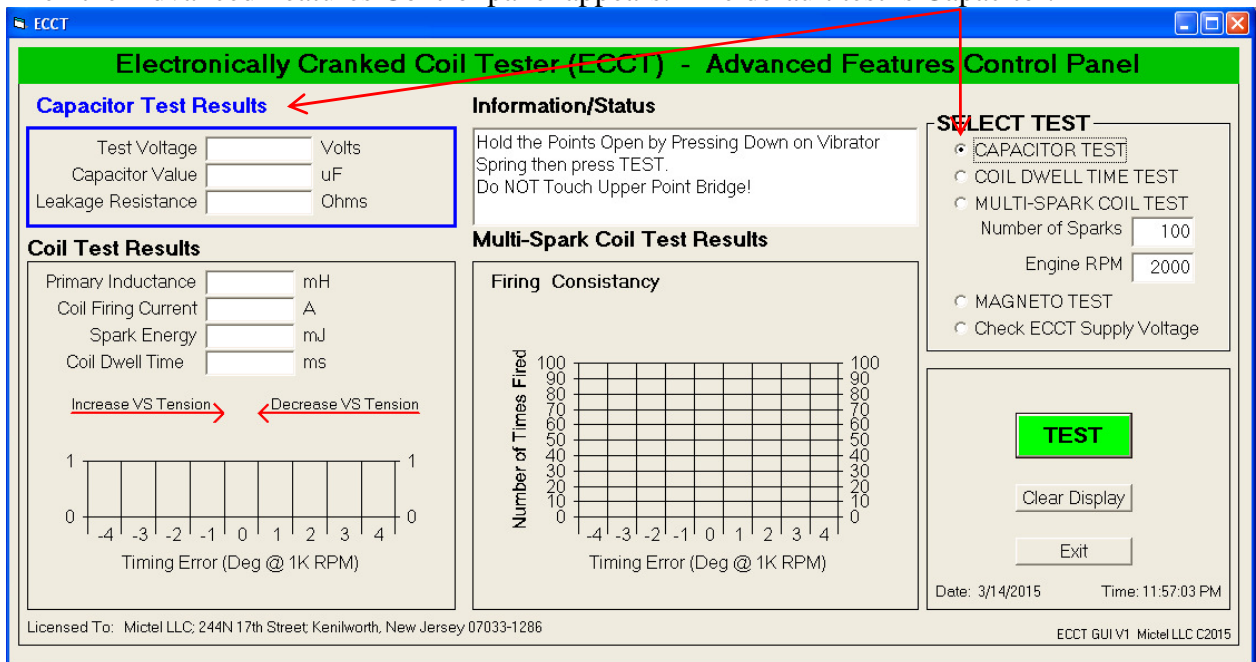 ECCT
Electronically Cranked Coil Tester (ECCT) - Advanced Features Control Panel
Capacitor Test Results
Test Voltage Volts
Capacitor Value uF
Leakage Resistance Ohms
Coil Test Results
Primary Inductance mH
Coil Firing Current A
Spark Energy mJ
Coil Dwell Time ms
Increase VS Tension Decrease VS Tension
1 1
0 0
-4 -3 -2 -1 0 1 2 3 4
Timing Error (Deg @ 1K RPM)
Information/Status
Hold the Points Open by Pressing Down on Vibrator
Spring then press TEST.
Do NOT Touch Upper Point Bridge!
Multi-Spark Coil Test Results
Firing Consistancy
Number of Times Fired
100 100
90 90
80 80
70 70
60 60
50 50
40 40
30 30
20 20
10 10
0 0
-4 -3 -2 -1 0 1 2 3 4
Timing Error (Deg @ 1K RPM)
SELECT TEST
CAPACITOR TEST
COIL DWELL TIME TEST
MULTI-SPARK COIL TEST
Number of Sparks 100
Engine RPM 2000
MAGNETO TEST
Check ECCT Supply Voltage
TEST
Clear Display
Exit
Date: 3/14/2015 Time: 11:57:03 PM
Licensed To: Mictel LLC; 244N 17th Street; Kenilworth, New Jersey 07033-1286
ECCT GUI V1 Mictel LLC C2015